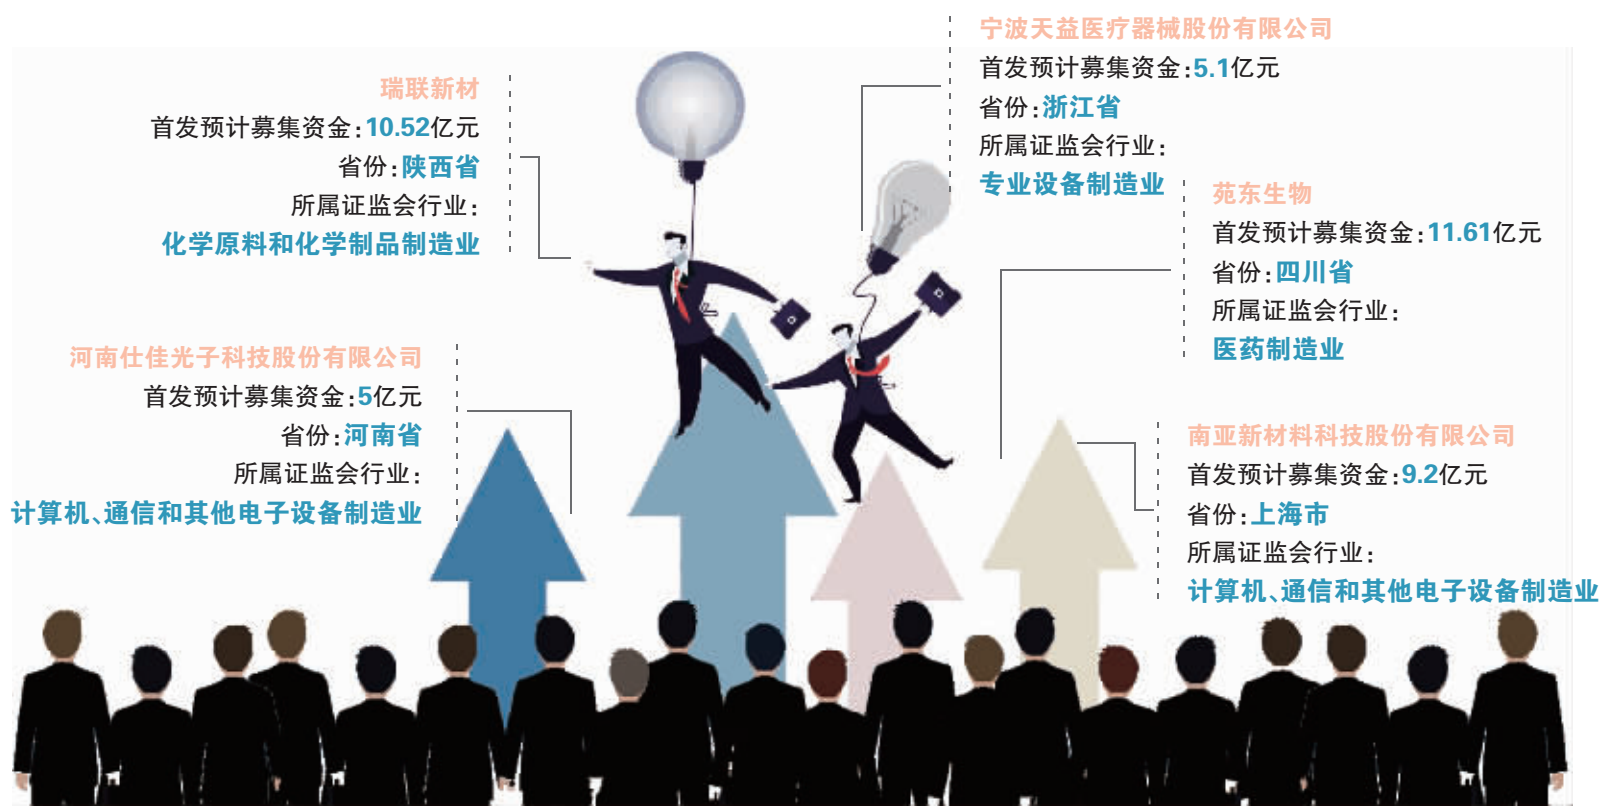 瑞联新材
首发预计募集资金:10.52亿元
省份:陕西省
所属证监会行业:
化学原料和化学制品制造业
河南仕佳光子科技股份有限公司
首发预计募集资金:5亿元
省份:河南省
所属证监会行业:
计算机、通信和其他电子设备制造业
宁波天益医疗器械股份有限公司
首发预计募集资金:5.1亿元
省份:浙江省
所属证监会行业:
专业设备制造业
苑东生物
首发预计募集资金:11.61亿元
省份:四川省
所属证监会行业:
医药制造业
南亚新材料科技股份有限公司
首发预计募集资金:9.2亿元
省份:上海市
所属证监会行业:
计算机、通信和其他电子设备制造业